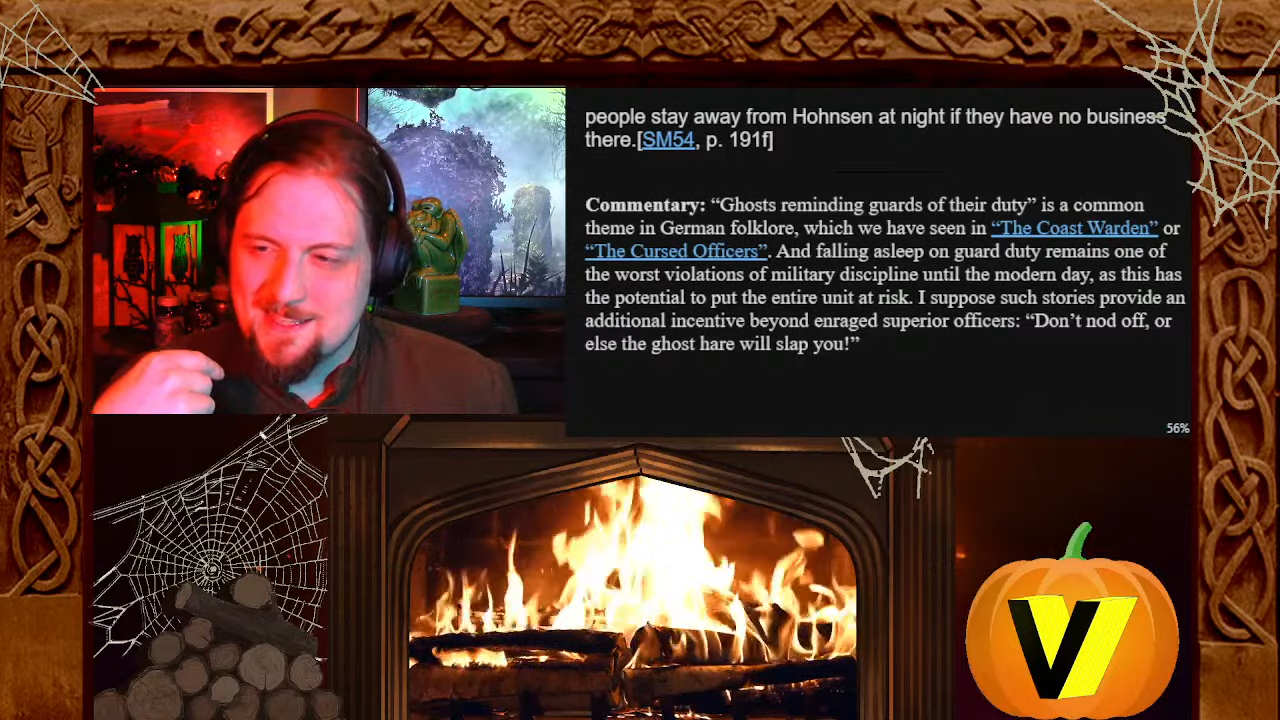 people stay away from Hohnsen at night if they have no business
there.[SM54, p. 191f]
Commentary: “Ghosts reminding guards of their duty” is a common
theme in German folklore, which we have seen in “The Coast Warden” or
“The Cursed Officers”. And falling asleep on guard duty remains one of
the worst violations of military discipline until the modern day, as this has
the potential to put the entire unit at risk. I suppose such stories provide an
additional incentive beyond enraged superior officers: “Don’t nod off, or
else the ghost hare will slap you!”
56%
V